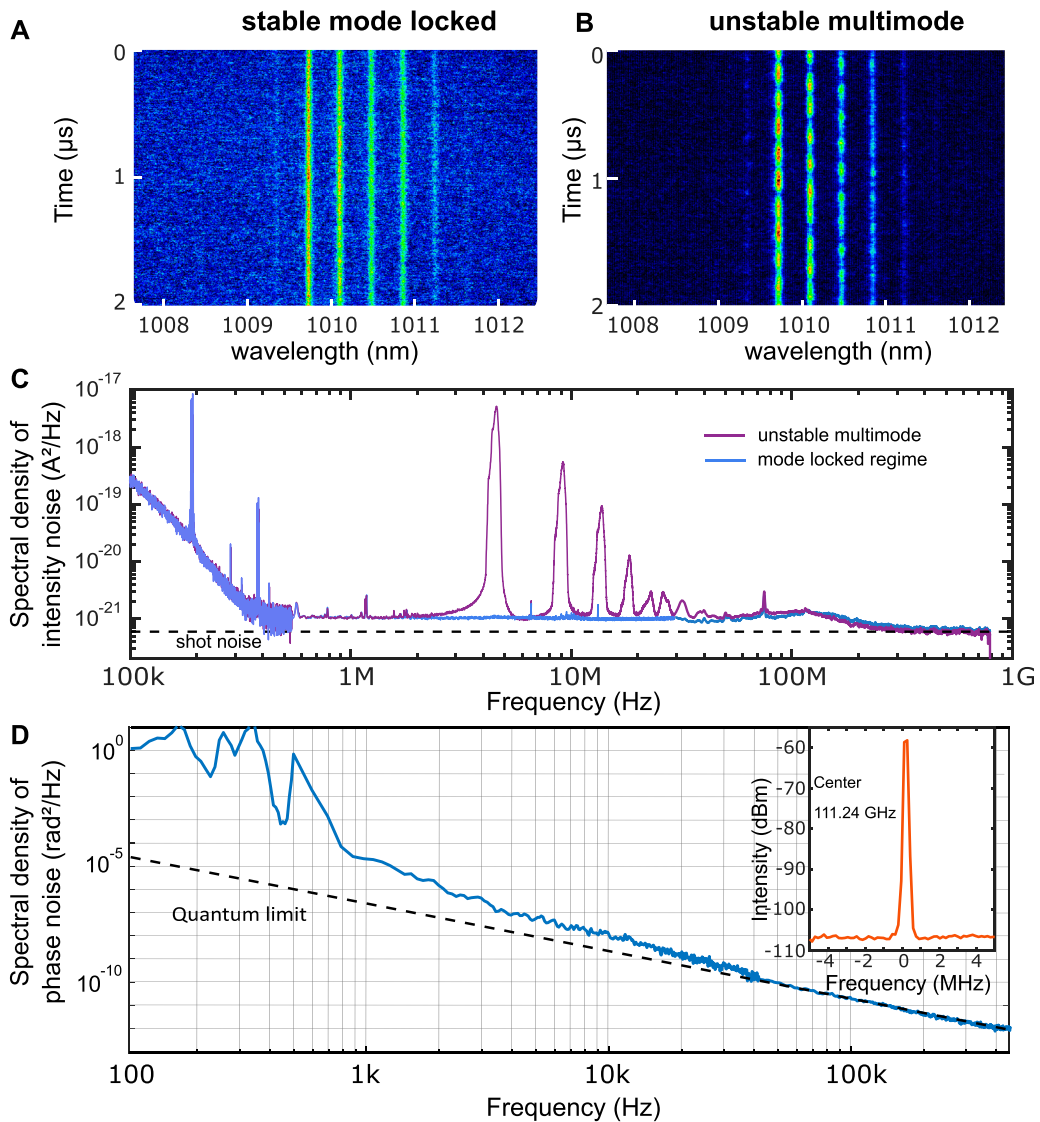 A
stable mode locked
B
unstable multimode
0
1
2
Time (µs)
1008 1009 1010 1011 1012
wavelength (nm)
0
1
2
Time (µs)
1008 1009 1010 1011 1012
wavelength (nm)
C
Spectral density of
intensity noise (A²/Hz)
10⁻¹⁷
10⁻¹⁸
10⁻¹⁹
10⁻²⁰
10⁻²¹
unstable multimode
mode locked regime
shot noise
100k 1M 10M 100M 1G
Frequency (Hz)
D
Spectral density of
phase noise (rad²/Hz)
10⁰
10⁻⁵
10⁻¹⁰
Quantum limit
100 1k 10k 100k
Frequency (Hz)
Intensity (dBm)
-60
-70
-80
-90
-100
-110
Center
111.24 GHz
-4 -2 0 2 4
Frequency (MHz)